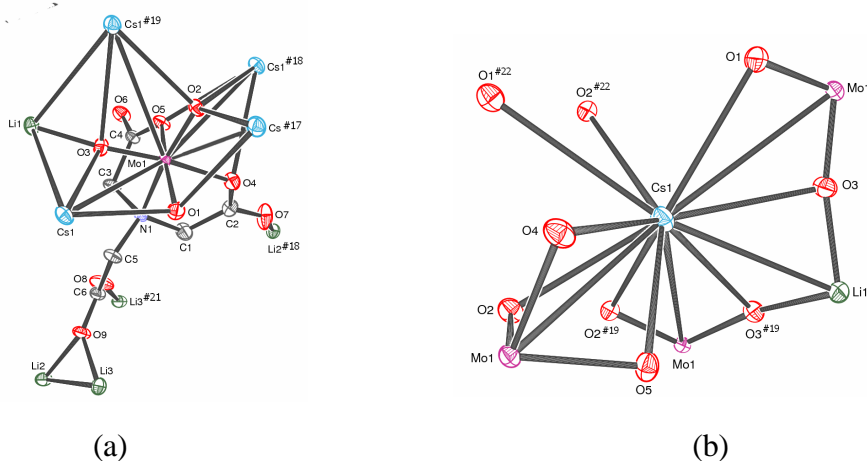 Cs1#19
Cs1#18
O6
O5
O2
Li1
C4
Cs#17
O3
Mo1
C3
O4
Cs1
O1
O7
N1
C1
C2
Li2#18
C5
O8
C6
Li3#21
O9
Li2
Li3
(a)
O1
O1#22
O2#22
Mo1
Cs1
O3
O4
Li1
O2
O2#19
O3#19
Mo1
Mo1
O5
(b)